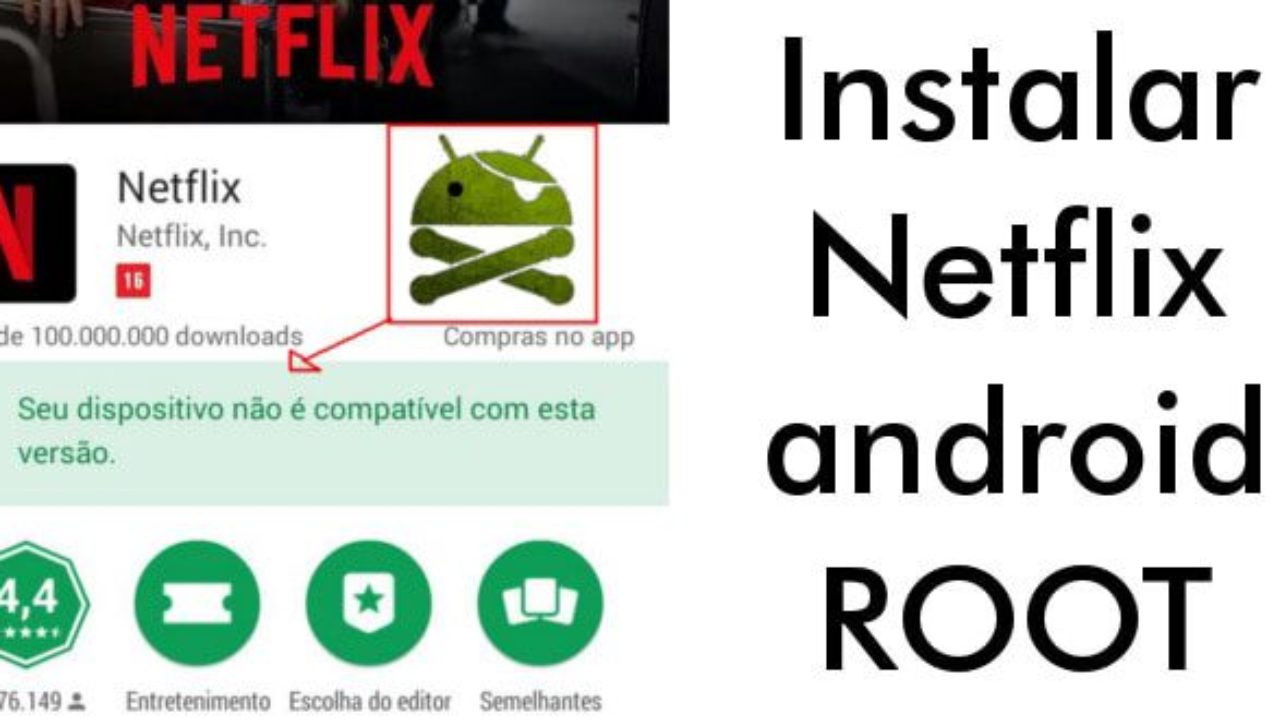 NETFLIX
Netflix
Netflix, Inc.
16
de 100.000.000 downloads
Compras no app
Seu dispositivo não é compatível com esta
versão.
4,4
76.149
Entretenimento
Escolha do editor
Semelhantes
Instalar
Netflix
android
ROOT